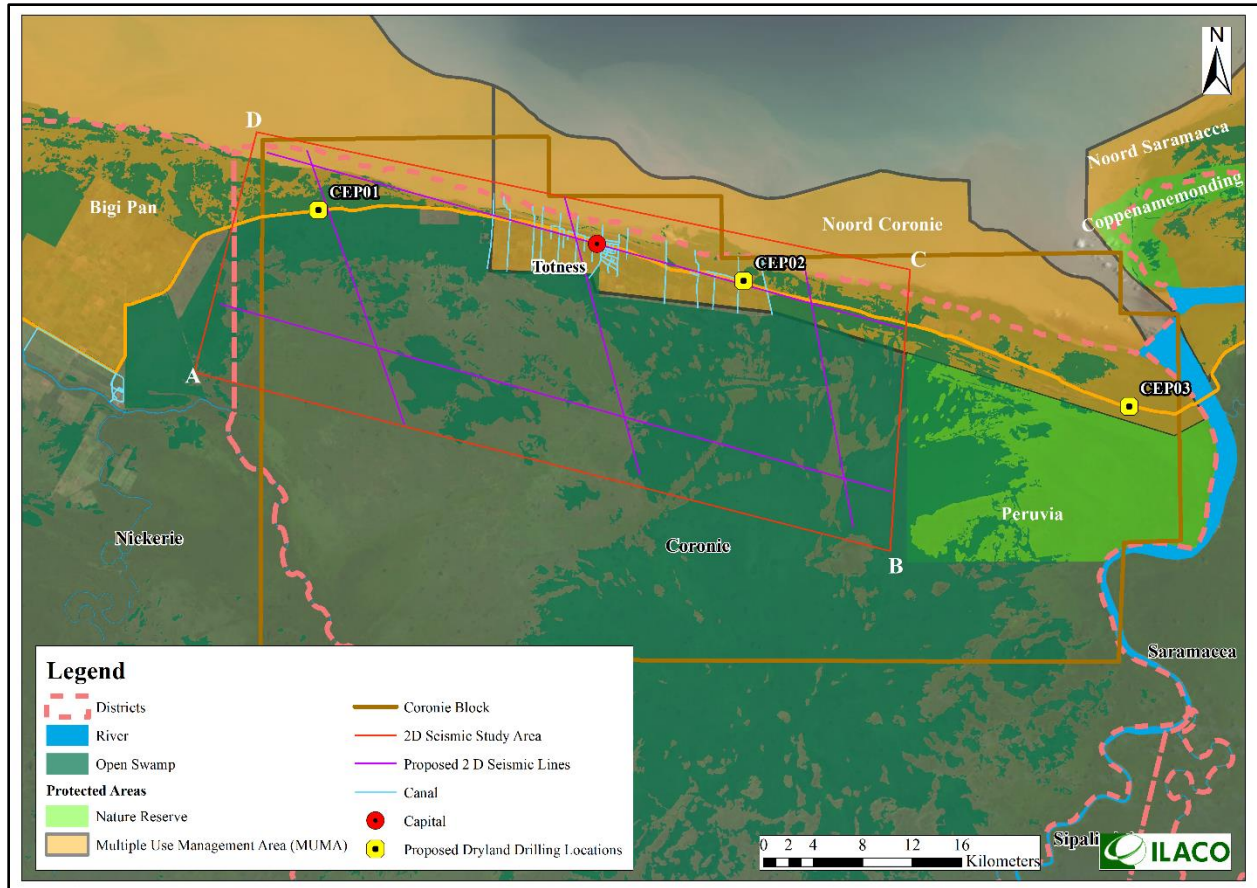 N
D
Noord Saramacca
CEP01
Coppenamemonding
Bigi Pan
Noord Coronie
Totness
CEP02
C
A
CEP03
Peruvia
Nickerie
Coronie
B
Saramacca
Legend
Districts
River
Open Swamp
Protected Areas
Nature Reserve
Multiple Use Management Area (MUMA)
Coronie Block
2D Seismic Study Area
Proposed 2 D Seismic Lines
Canal
Capital
Proposed Dryland Drilling Locations
0 2 4 8 12 16
Kilometers
ILACO